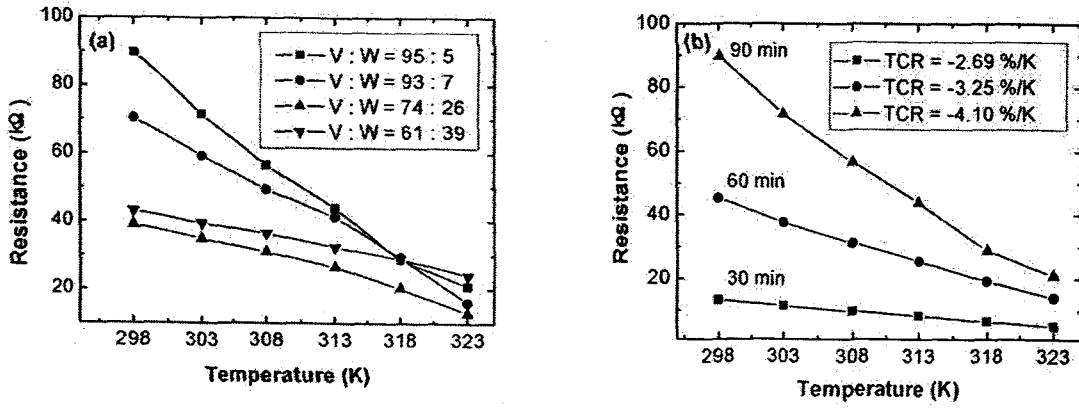 (a)
V : W = 95 : 5
V : W = 93 : 7
V : W = 74 : 26
V : W = 61 : 39
100
80
60
40
20
Resistance (kΩ)
298 303 308 313 318 323
Temperature (K)
(b)
90 min
60 min
30 min
TCR = -2.69 %/K
TCR = -3.25 %/K
TCR = -4.10 %/K
100
80
60
40
20
Resistance (kΩ)
298 303 308 313 318 323
Temperature (K)